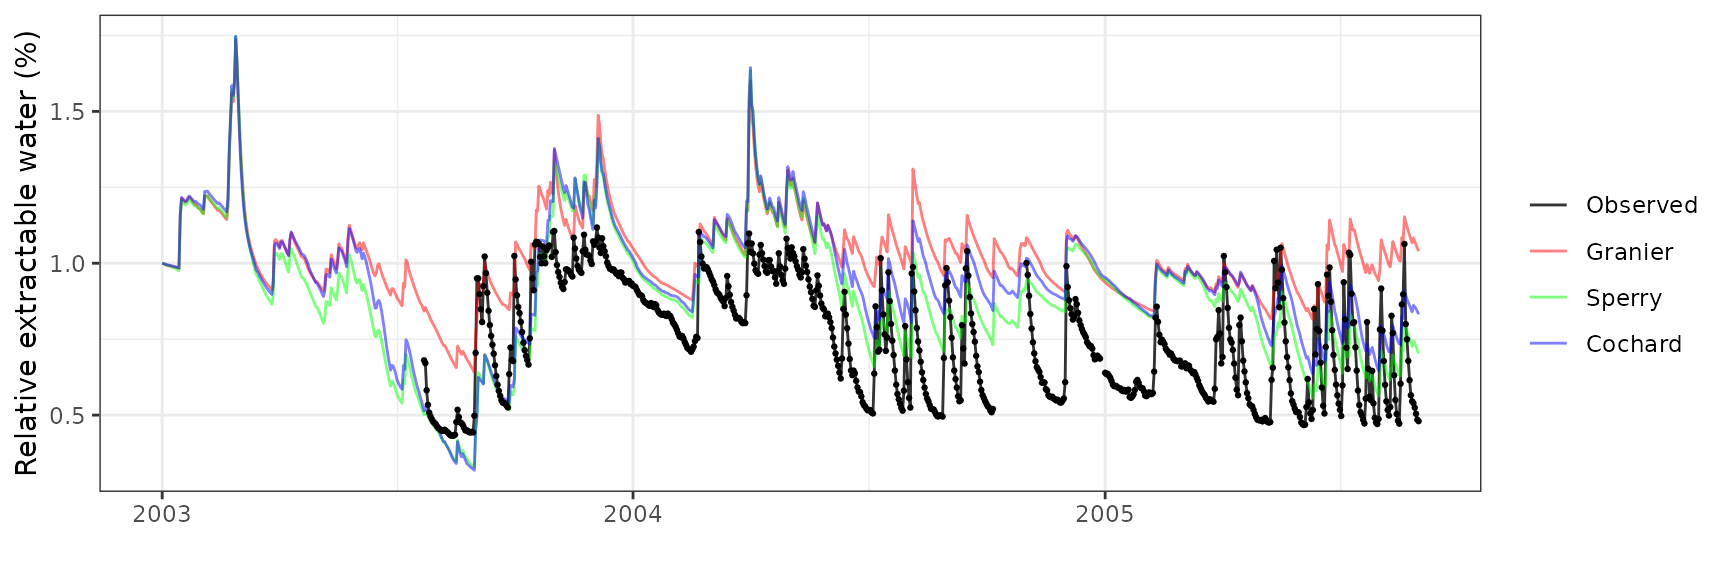 Relative extractable water (%)
1.5
1.0
0.5
2003
2004
2005
Observed
Granier
Sperry
Cochard